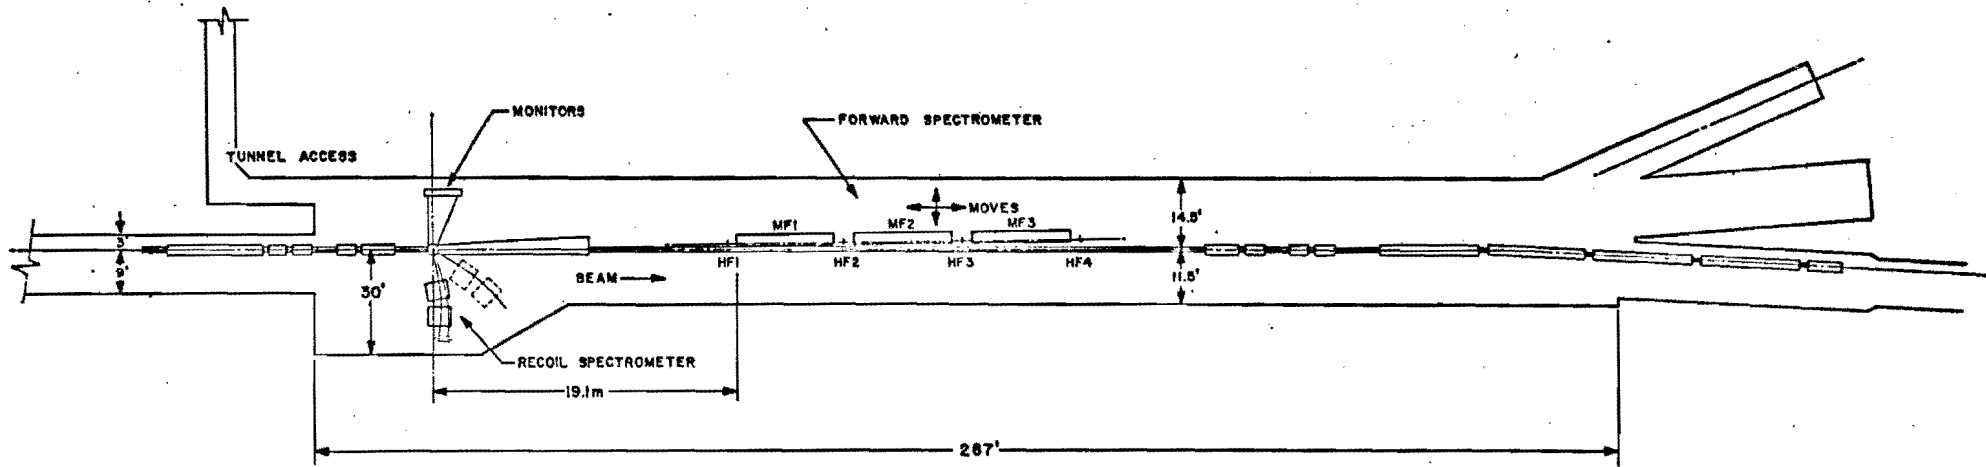 MONITORS
FORWARD SPECTROMETER
TUNNEL ACCESS
MOVES
14.5'
MF1
MF2
MF3
3'
HF1
HF2
HF3
HF4
9'
BEAM
30'
11.5'
RECOIL SPECTROMETER
19.1m
267'